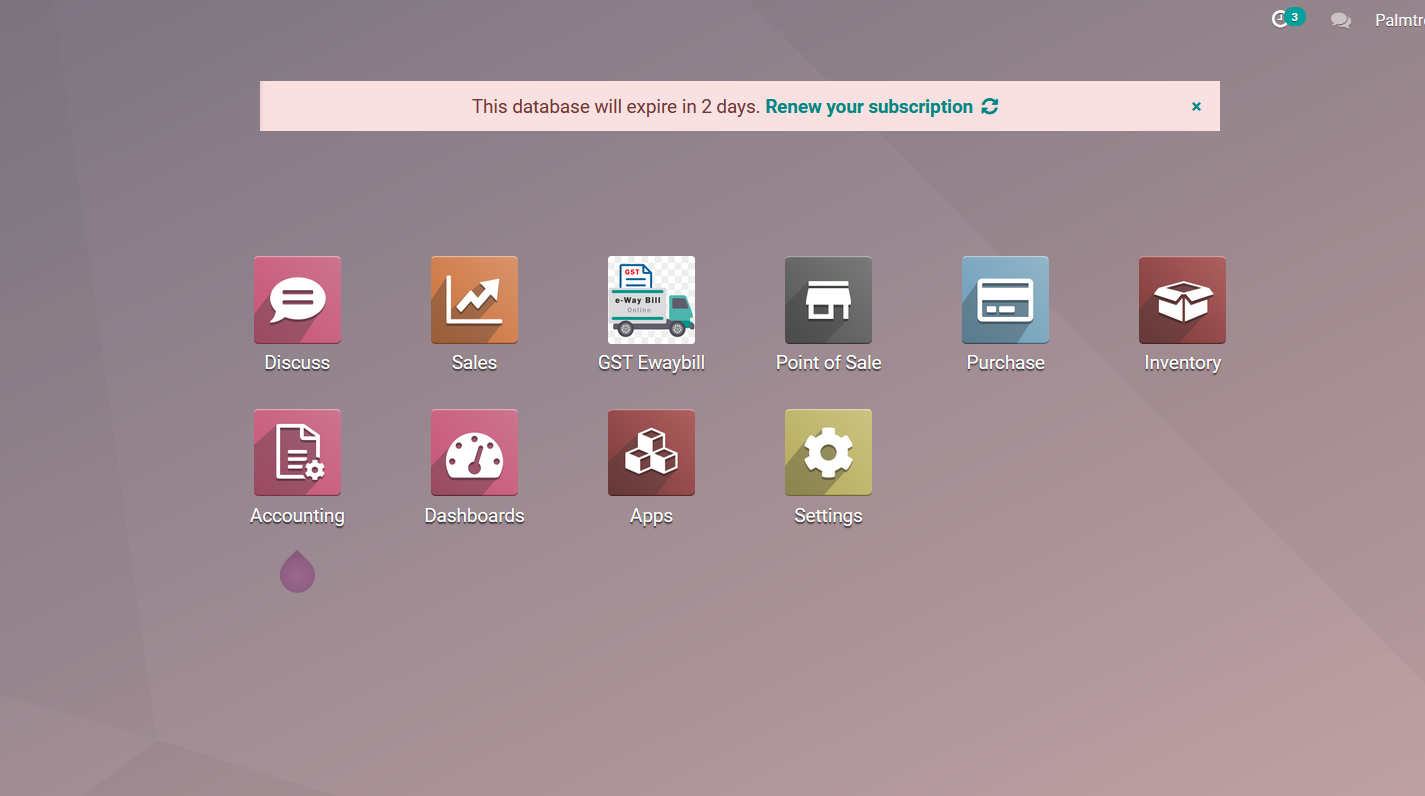 3
Palmtr
This database will expire in 2 days. Renew your subscription
×
GST
e-Way Bill
Online
Discuss
Sales
GST Ewaybill
Point of Sale
Purchase
Inventory
Accounting
Dashboards
Apps
Settings